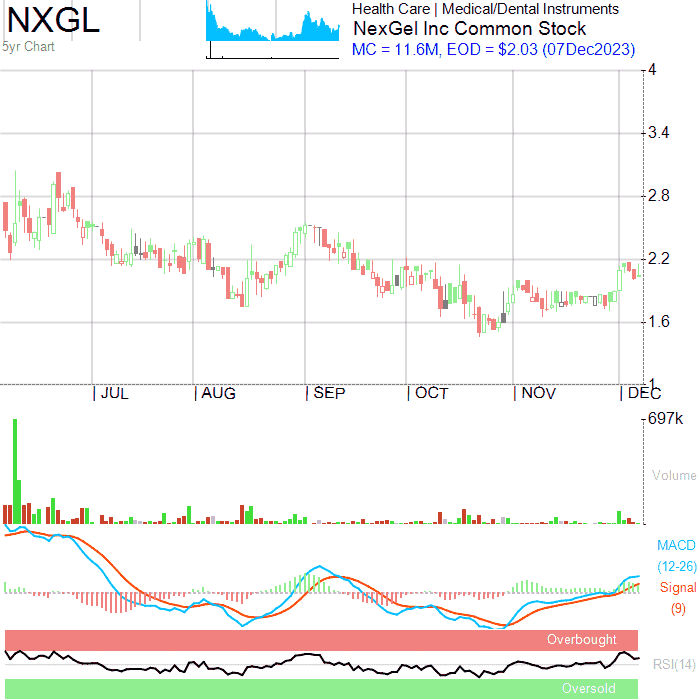 NXGL
5yr Chart
Health Care | Medical/Dental Instruments
NexGel Inc Common Stock
MC = 11.6M, EOD = $2.03 (07Dec2023)
4
3.4
2.8
2.2
1.6
1
JUL AUG SEP OCT NOV DEC
697k
Volume
MACD
(12-26)
Signal
(9)
Overbought
RSI(14)
Oversold